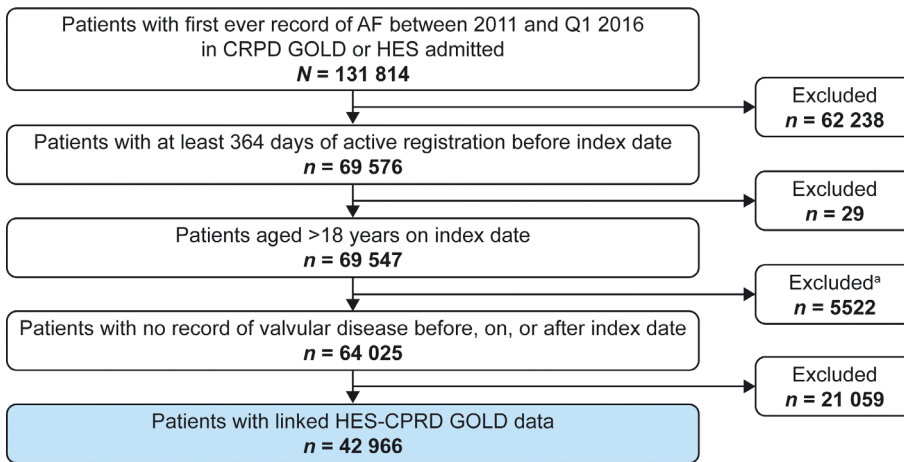 Patients with first ever record of AF between 2011 and Q1 2016
in CRPD GOLD or HES admitted
N = 131 814
Excluded
n = 62 238
Patients with at least 364 days of active registration before index date
n = 69 576
Excluded
n = 29
Patients aged >18 years on index date
n = 69 547
Excludedᵃ
n = 5522
Patients with no record of valvular disease before, on, or after index date
n = 64 025
Excluded
n = 21 059
Patients with linked HES-CPRD GOLD data
n = 42 966